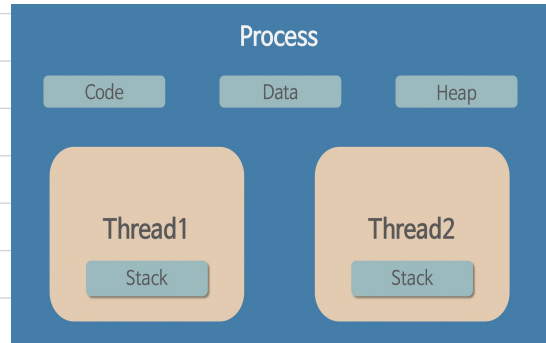 Process
Code Data Heap
Thread1 Thread2
Stack Stack